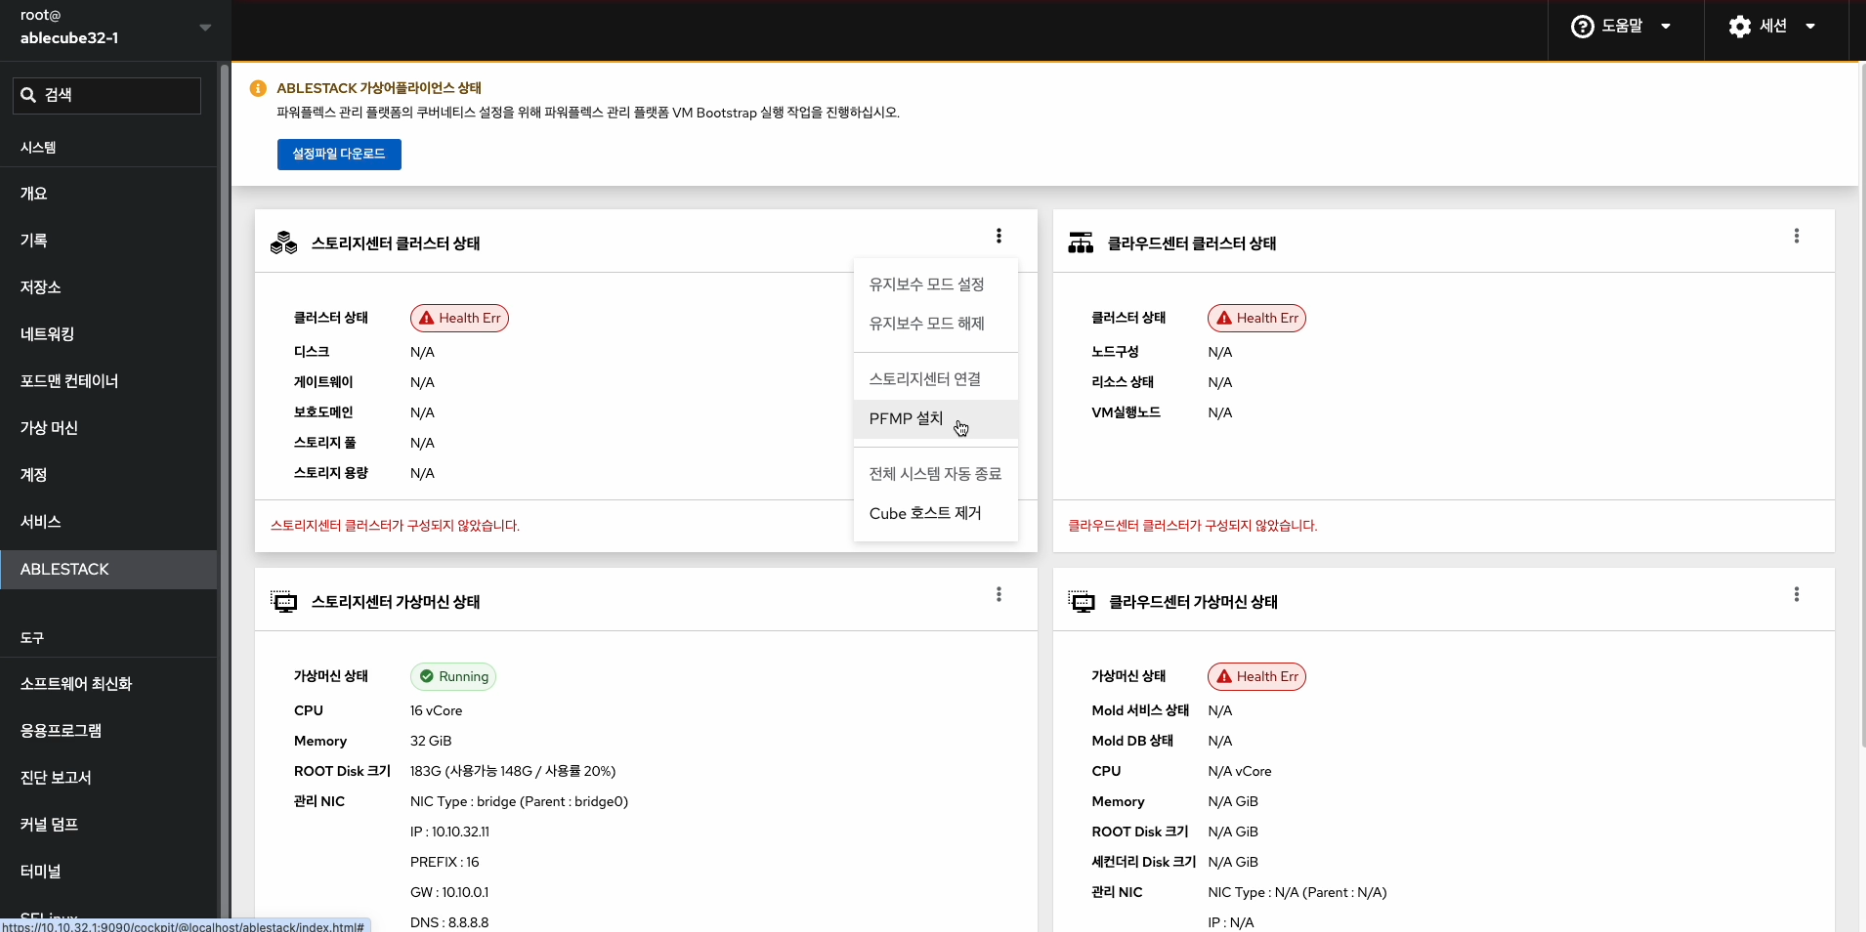 root@
ablecube32-1
도움말
세션
검색
시스템
개요
기록
저장소
네트워킹
포드맨 컨테이너
가상 머신
계정
서비스
ABLESTACK
도구
소프트웨어 최신화
응용프로그램
진단 보고서
커널 덤프
터미널
SELinux
https://10.10.32.1:9090/cockpit/@localhost/ablestack/index.html#
ABLESTACK 가상어플라이언스 상태
파워플렉스 관리 플랫폼의 쿠버네티스 설정을 위해 파워플렉스 관리 플랫폼 VM Bootstrap 실행 작업을 진행하십시오.
설정파일 다운로드
스토리지센터 클러스터 상태
클러스터 상태 Health Err
디스크 N/A
게이트웨이 N/A
보호도메인 N/A
스토리지 풀 N/A
스토리지 용량 N/A
스토리지센터 클러스터가 구성되지 않았습니다.
유지보수 모드 설정
유지보수 모드 해제
스토리지센터 연결
PFMP 설치
전체 시스템 자동 종료
Cube 호스트 제거
클라우드센터 클러스터 상태
클러스터 상태 Health Err
노드구성 N/A
리소스 상태 N/A
VM실행노드 N/A
클라우드센터 클러스터가 구성되지 않았습니다.
스토리지센터 가상머신 상태
가상머신 상태 Running
CPU 16 vCore
Memory 32 GiB
ROOT Disk 크기 183G (사용가능 148G / 사용률 20%)
관리 NIC NIC Type : bridge (Parent : bridge0)
IP : 10.10.32.11
PREFIX : 16
GW : 10.10.0.1
DNS : 8.8.8.8
클라우드센터 가상머신 상태
가상머신 상태 Health Err
Mold 서비스 상태 N/A
Mold DB 상태 N/A
CPU N/A vCore
Memory N/A GiB
ROOT Disk 크기 N/A GiB
세컨더리 Disk 크기 N/A GiB
관리 NIC NIC Type : N/A (Parent : N/A)
IP : N/A